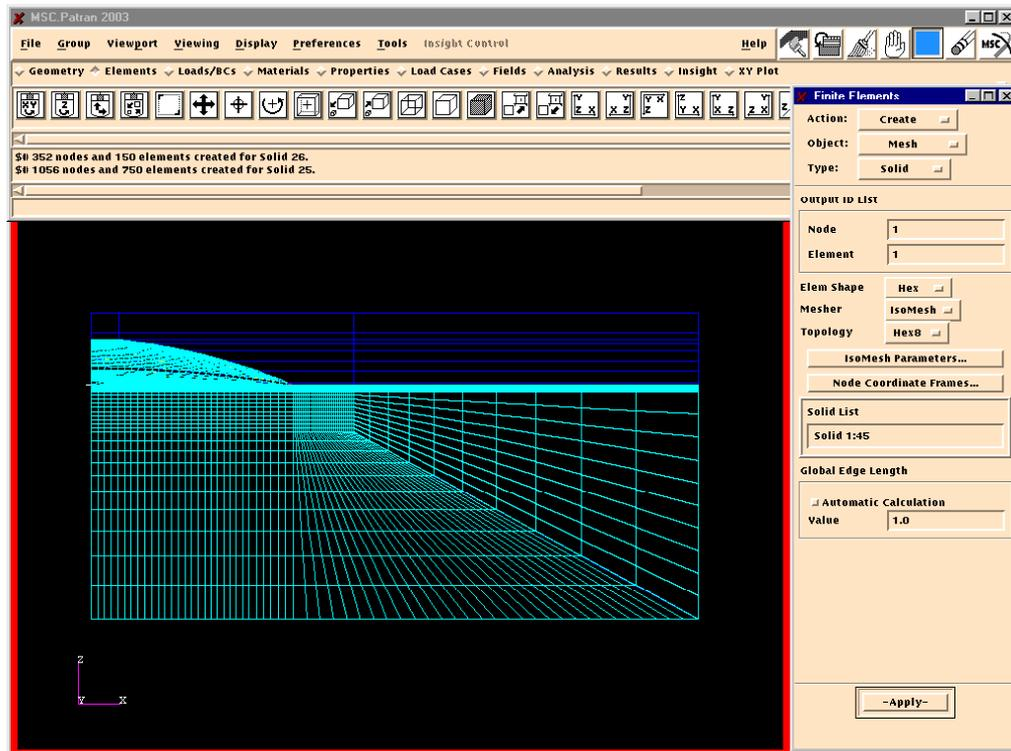 MSC.Patran 2003
File Group Viewport Viewing Display Preferences Tools Insight Control Help
MSC
Geometry Elements Loads/BCs Materials Properties Load Cases Fields Analysis Results Insight XY Plot
$# 352 nodes and 150 elements created for Solid 26.
$# 1056 nodes and 750 elements created for Solid 25.
Finite Elements
Action: Create
Object: Mesh
Type: Solid
Output ID List
Node 1
Element 1
Elem Shape Hex
Mesher IsoMesh
Topology Hex8
IsoMesh Parameters...
Node Coordinate Frames...
Solid List
Solid 1:45
Global Edge Length
Automatic Calculation
Value 1.0
-Apply-
Z
Y X